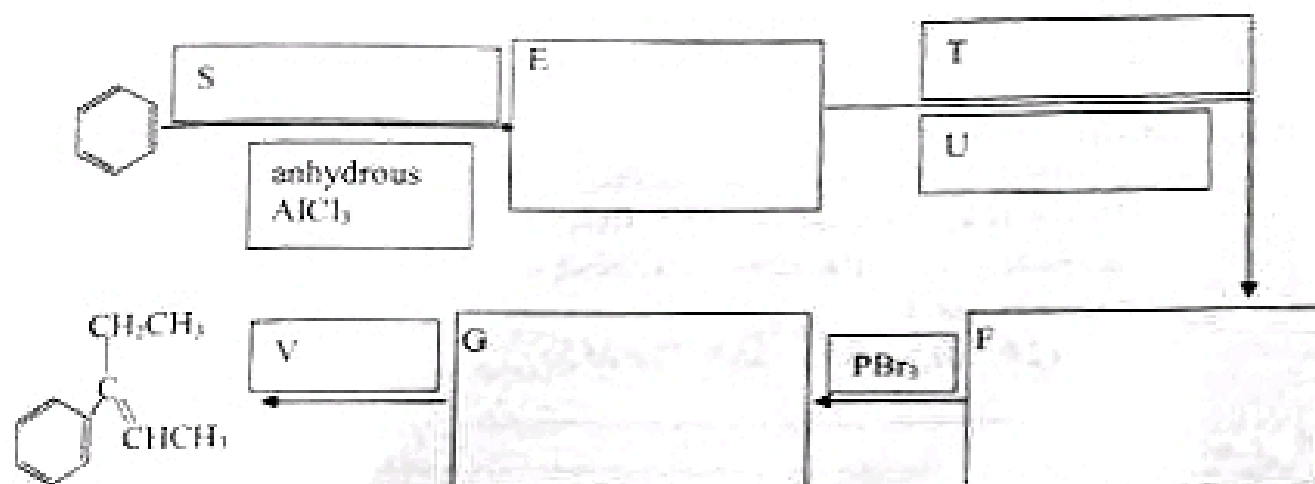 S
E
T
anhydrous
AlCl₃
U
CH₂CH₃
V
G
PBr₃
F
C
CHCH₃